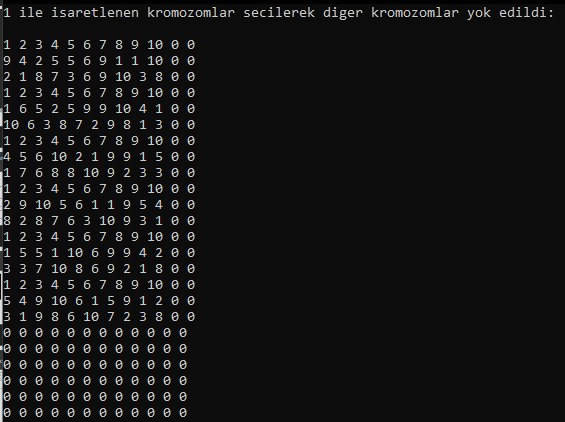 1 ile isaretlenen kromozomlar secilerek diger kromozomlar yok edildi:
1 2 3 4 5 6 7 8 9 10 0 0
9 4 2 5 5 6 9 1 1 10 0 0
2 1 8 7 3 6 9 10 3 8 0 0
1 2 3 4 5 6 7 8 9 10 0 0
1 6 5 2 5 9 9 10 4 1 0 0
10 6 3 8 7 2 9 8 1 3 0 0
1 2 3 4 5 6 7 8 9 10 0 0
4 5 6 10 2 1 9 9 1 5 0 0
1 7 6 8 8 10 9 2 3 3 0 0
1 2 3 4 5 6 7 8 9 10 0 0
2 9 10 5 6 1 1 9 5 4 0 0
8 2 8 7 6 3 10 9 3 1 0 0
1 2 3 4 5 6 7 8 9 10 0 0
1 5 5 1 10 6 9 9 4 2 0 0
3 3 7 10 8 6 9 2 1 8 0 0
1 2 3 4 5 6 7 8 9 10 0 0
5 4 9 10 6 1 5 9 1 2 0 0
3 1 9 8 6 10 7 2 3 8 0 0
0 0 0 0 0 0 0 0 0 0 0 0
0 0 0 0 0 0 0 0 0 0 0 0
0 0 0 0 0 0 0 0 0 0 0 0
0 0 0 0 0 0 0 0 0 0 0 0
0 0 0 0 0 0 0 0 0 0 0 0
0 0 0 0 0 0 0 0 0 0 0 0